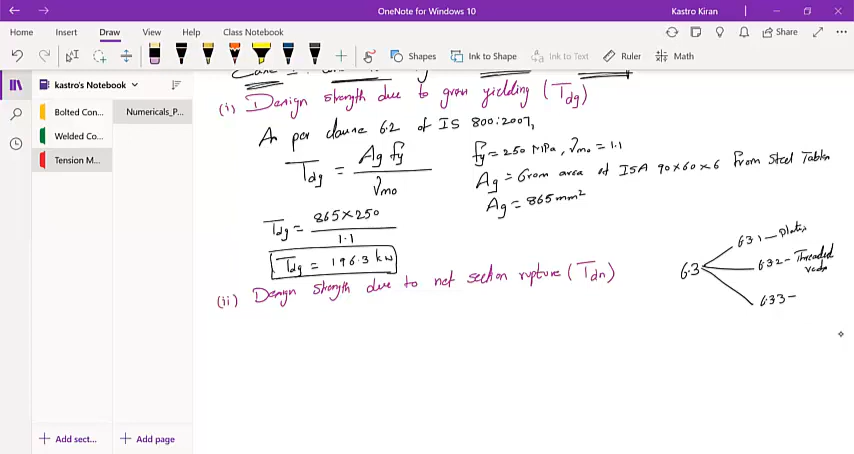 OneNote for Windows 10
Kastro Kiran
Home Insert Draw View Help Class Notebook
Share
Shapes Ink to Shape Ink to Text Ruler Math
kastro's Notebook
Bolted Con...
Welded Co...
Tension M...
Numericals_P...
(i) Design strength due to gross yielding (Tdg)
As per clause 6.2 of IS 800:2007,
Tdg = Ag fy / γmo
fy = 250 MPa, γmo = 1.1
Ag = Gross area of ISA 90×60×6 from Steel Tables
Ag = 865 mm²
Tdg = 865×250 / 1.1
Tdg = 196.3 kN
(ii) Design strength due to net section rupture (Tdn)
6.3
6.3.1 – Plates
6.3.2 – Threaded
6.3.3 –
Add sect...
Add page